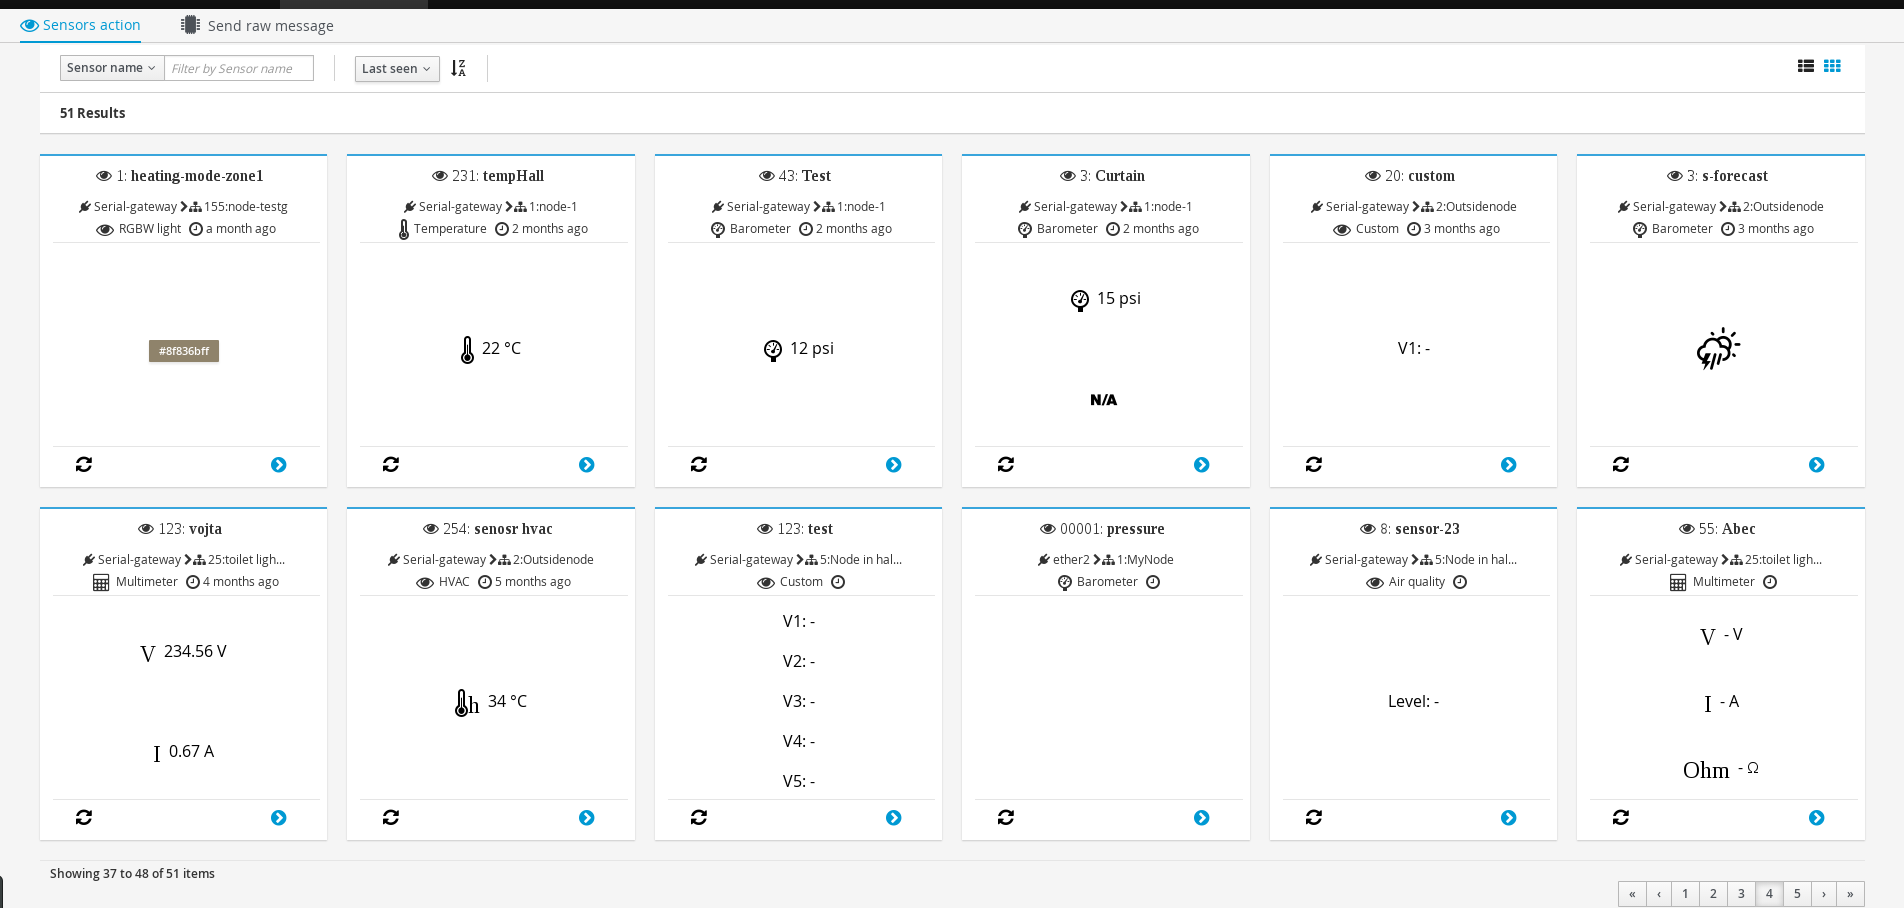 Sensors action Send raw message
Sensor name Filter by Sensor name Last seen
51 Results
1: heating-mode-zone1
Serial-gateway 155:node-testg
RGBW light a month ago
#8f836bff
231: tempHall
Serial-gateway 1:node-1
Temperature 2 months ago
22 °C
43: Test
Serial-gateway 1:node-1
Barometer 2 months ago
12 psi
3: Curtain
Serial-gateway 1:node-1
Barometer 2 months ago
15 psi
N/A
20: custom
Serial-gateway 2:Outsidenode
Custom 3 months ago
V1: -
3: s-forecast
Serial-gateway 2:Outsidenode
Barometer 3 months ago
123: vojta
Serial-gateway 25:toilet ligh...
Multimeter 4 months ago
V 234.56 V
I 0.67 A
254: senosr hvac
Serial-gateway 2:Outsidenode
HVAC 5 months ago
h 34 °C
123: test
Serial-gateway 5:Node in hal...
Custom
V1: -
V2: -
V3: -
V4: -
V5: -
00001: pressure
ether2 1:MyNode
Barometer
8: sensor-23
Serial-gateway 5:Node in hal...
Air quality
Level: -
55: Abec
Serial-gateway 25:toilet ligh...
Multimeter
V - V
I - A
Ohm - Ω
Showing 37 to 48 of 51 items
« ‹ 1 2 3 4 5 › »